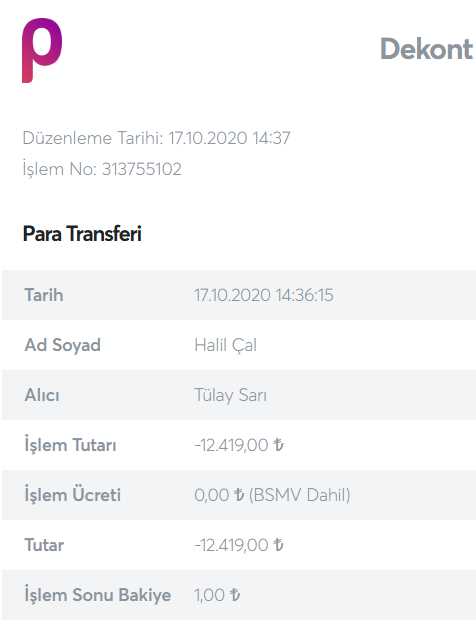 p
Dekont
Düzenleme Tarihi: 17.10.2020 14:37
İşlem No: 313755102
Para Transferi
Tarih 17.10.2020 14:36:15
Ad Soyad Halil Çal
Alıcı Tülay Sarı
İşlem Tutarı -12.419,00 ₺
İşlem Ücreti 0,00 ₺ (BSMV Dahil)
Tutar -12.419,00 ₺
İşlem Sonu Bakiye 1,00 ₺